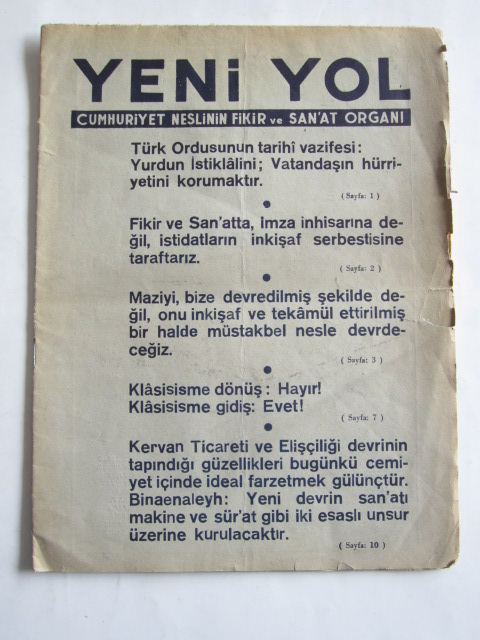 YENİ YOL
CUMHURİYET NESLİNİN FİKİR ve SAN'AT ORGANI
Türk Ordusunun tarihî vazifesi:
Yurdun İstiklâlini; Vatandaşın hürri-
yetini korumaktır.
( Sayfa: 1 )
Fikir ve San'atta, imza inhisarına de-
ğil, istidatların inkişaf serbestisine
taraftarız.
( Sayfa: 2 )
Maziyi, bize devredilmiş şekilde de-
ğil, onu inkişaf ve tekâmül ettirilmiş
bir halde müstakbel nesle devrde-
ceğiz.
( Sayfa: 3 )
Klâsisisme dönüş: Hayır!
Klâsisisme gidiş: Evet!
( Sayfa: 7 )
Kervan Ticareti ve Elişçiliği devrinin
tapındığı güzellikleri bugünkü cemi-
yet içinde ideal farzetmek gülünçtür.
Binaenaleyh: Yeni devrin san'atı
makine ve sür'at gibi iki esaslı unsur
üzerine kurulacaktır.
( Sayfa: 10 )